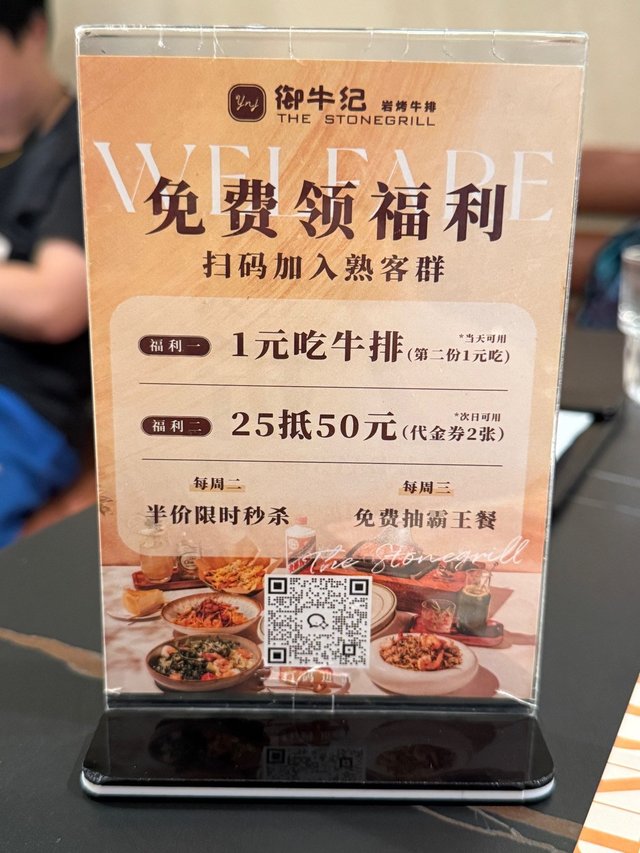 Ynj 御牛纪 岩烤牛排
THE STONEGRILL
WELFARE
免费领福利
扫码加入熟客群
福利一 1元吃牛排(第二份1元吃) *当天可用
福利二 25抵50元(代金券2张) *次日可用
每周二 每周三
半价限时秒杀 免费抽霸王餐
The Stonegrill